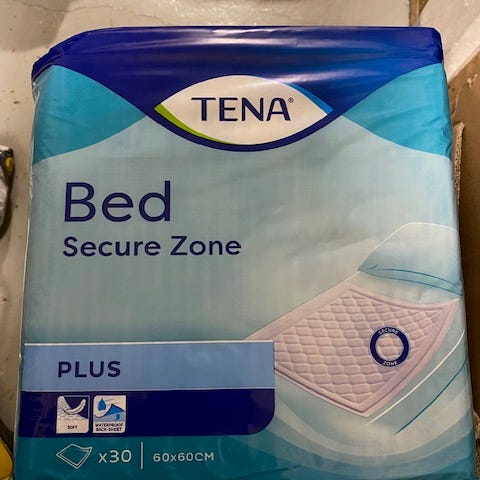 TENA®
Bed
Secure Zone
SECURE
ZONE
PLUS
SOFT
WATERPROOF
BACK-SHEET
x30 | 60x60CM